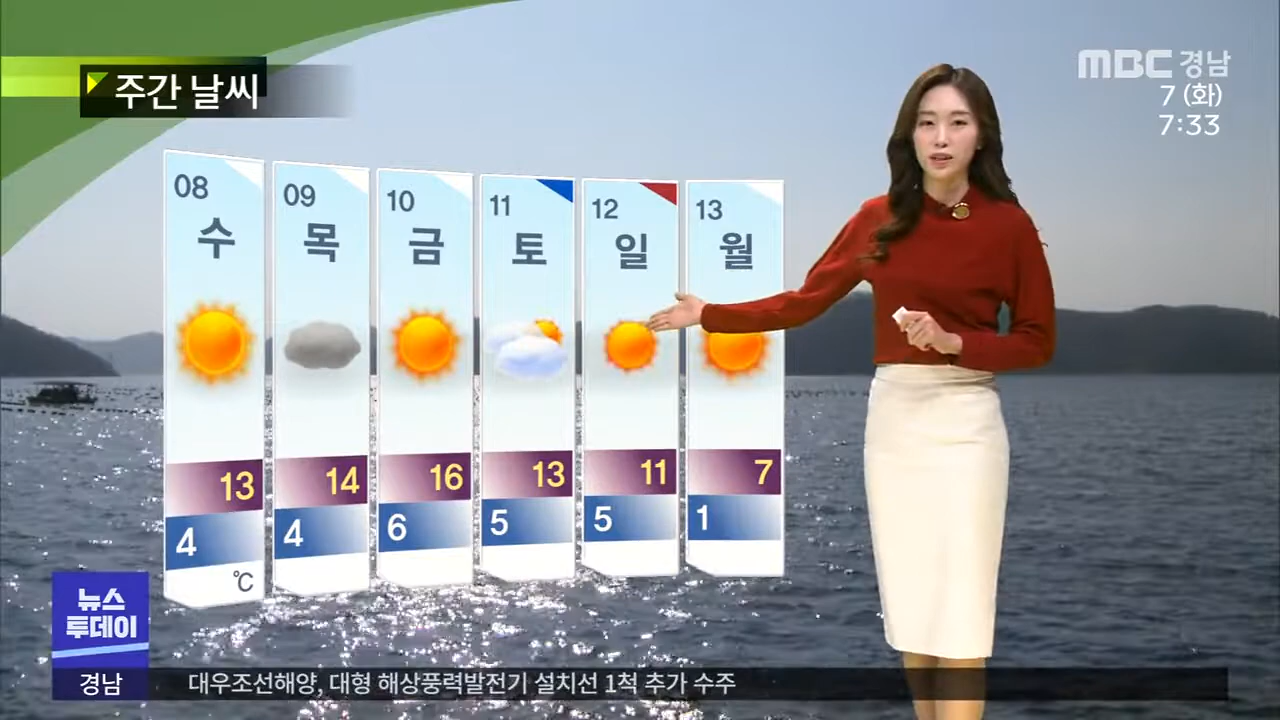 주간 날씨
MBC 경남
7 (화)
7:33
08 09 10 11 12 13
수 목 금 토 일 월
13 14 16 13 11 7
4 4 6 5 5 1
℃
뉴스
투데이
경남
대우조선해양, 대형 해상풍력발전기 설치선 1척 추가 수주